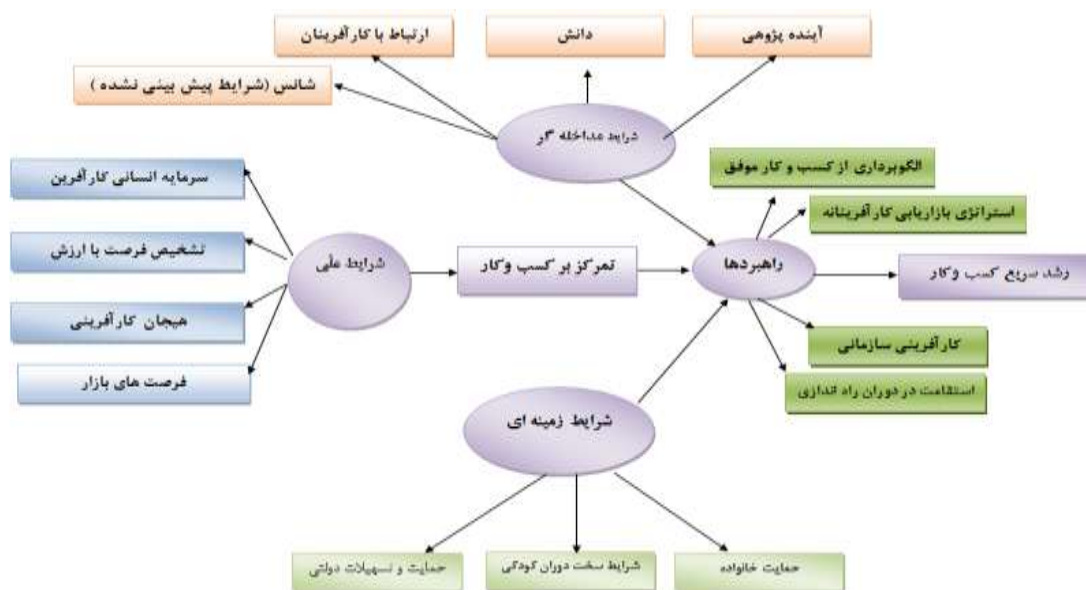 آینده پژوهی
دانش
ارتباط با کارآفرینان
شانس (شرایط پیش بینی نشده )
شرایط مداخله گر
الگوبرداری از کسب و کار موفق
استراتژی بازاریابی کارآفرینانه
سرمایه انسانی کارآفرین
تشخیص فرصت با ارزش
هیجان کارآفرینی
فرصت های بازار
شرایط علّی
تمرکز بر کسب وکار
راهبردها
رشد سریع کسب وکار
کارآفرینی سازمانی
استقامت در دوران راه اندازی
شرایط زمینه ای
حمایت خانواده
شرایط سخت دوران کودکی
حمایت و تسهیلات دولتی